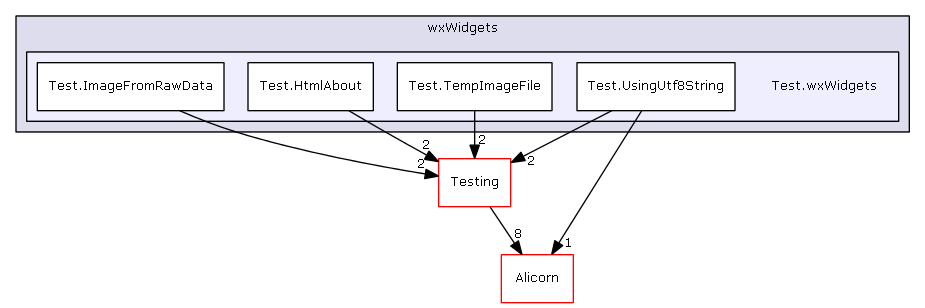 wxWidgets
Test.ImageFromRawData
Test.HtmlAbout
Test.TempImageFile
Test.UsingUtf8String
Test.wxWidgets
2
2
2
2
Testing
8
1
Alicorn